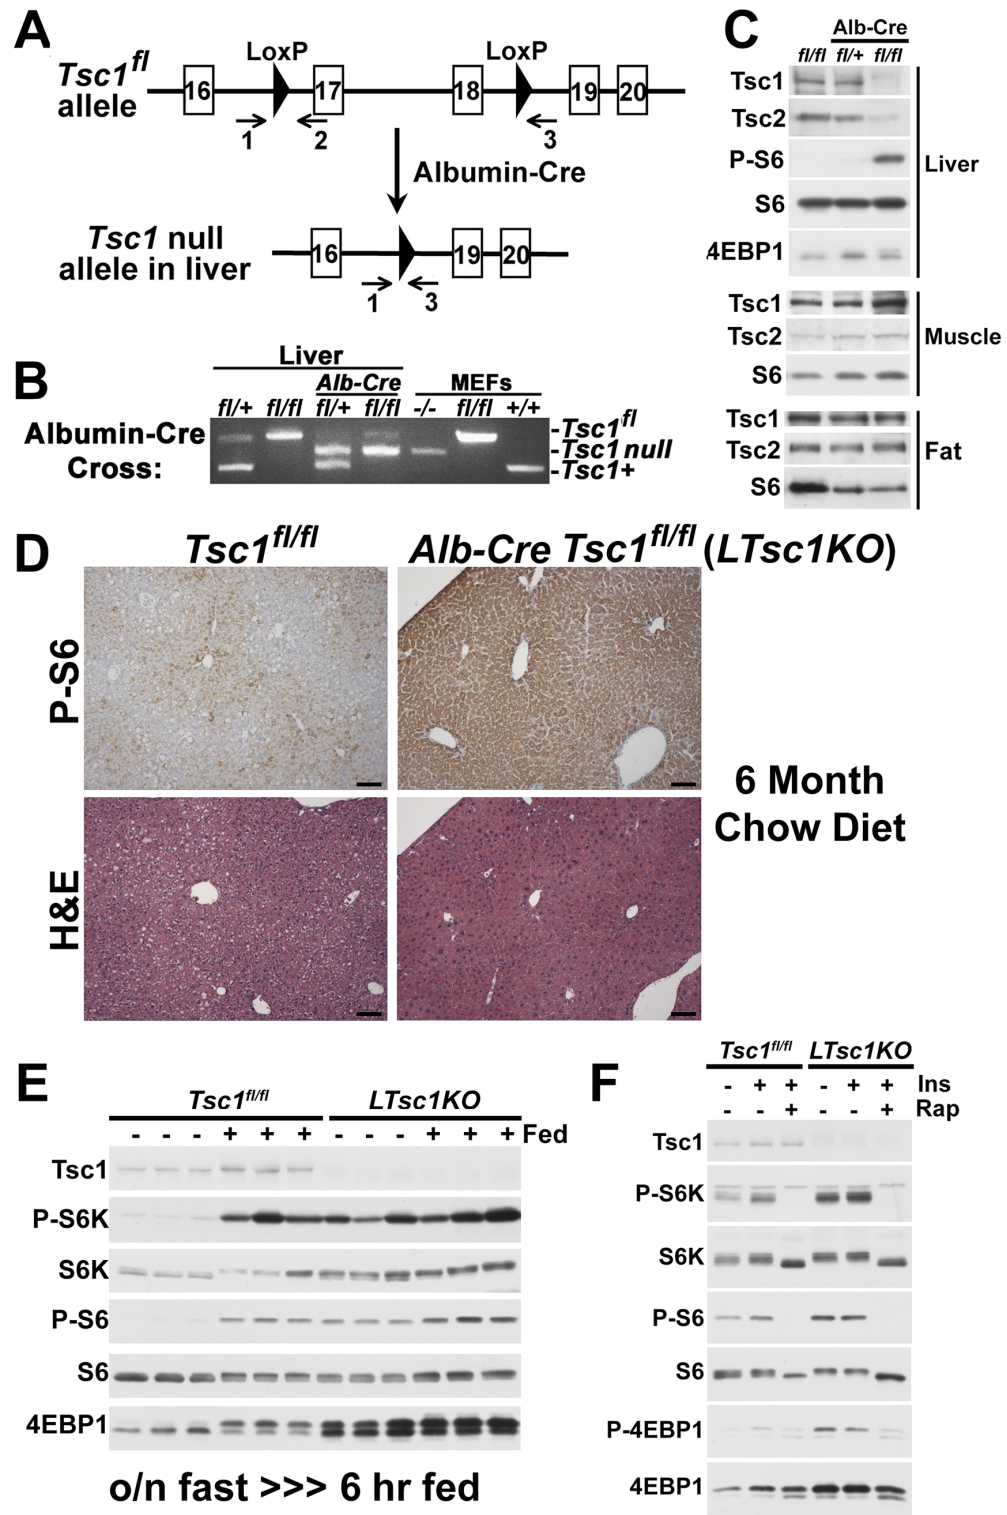 A
Tsc1fl
allele
LoxP
LoxP
16
17
18
19
20
1
2
3
Albumin-Cre
Tsc1 null
allele in liver
16
19
20
1
3
B
Liver
Alb-Cre
MEFs
fl/+
fl/fl
fl/+
fl/fl
-/-
fl/fl
+/+
Albumin-Cre
Cross:
-Tsc1fl
-Tsc1 null
-Tsc1+
C
Alb-Cre
fl/fl
fl/+
fl/fl
Tsc1
Tsc2
P-S6
S6
4EBP1
Liver
Tsc1
Tsc2
S6
Muscle
Tsc1
Tsc2
S6
Fat
D
Tsc1fl/fl
Alb-Cre Tsc1fl/fl (LTsc1KO)
P-S6
H&E
6 Month
Chow Diet
E
Tsc1fl/fl
LTsc1KO
- - - + + + - - - + + + Fed
Tsc1
P-S6K
S6K
P-S6
S6
4EBP1
o/n fast >>> 6 hr fed
F
Tsc1fl/fl
LTsc1KO
- + + - + + Ins
- - + - - + Rap
Tsc1
P-S6K
S6K
P-S6
S6
P-4EBP1
4EBP1